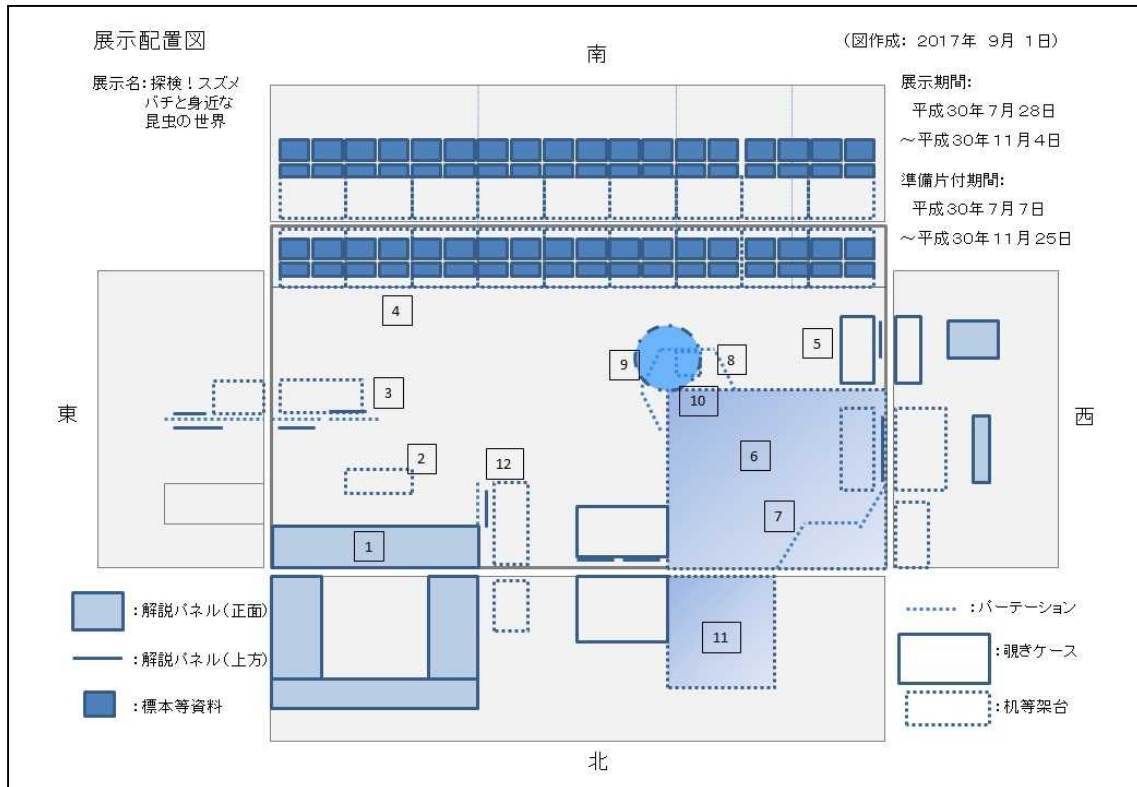 展示配置図
（図作成: 2017年 9月 1日）
南
展示名：探検！スズメ
バチと身近な
昆虫の世界
展示期間:
平成30年7月28日
～平成30年11月4日
準備片付期間:
平成30年7月7日
～平成30年11月25日
4
5
9
8
3
10
東
西
2
12
6
7
1
11
：解説パネル（正面）
：解説パネル（上方）
：標本等資料
：パーテーション
：覗きケース
：机等架台
北